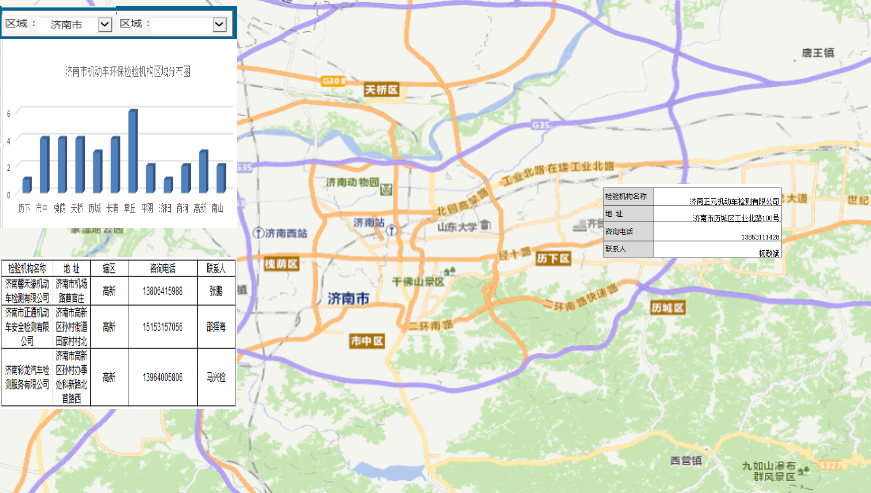 区域： 济南市 区域：
济南市机动车环保检验机构区域分布图
6
4
2
0
历下 市中 槐荫 天桥 历城 长清 章丘 平阴 济阳 商河 高新 南山
检验机构名称 地 址 辖区 咨询电话 联系人
济南馨天源机动车检测有限公司 高新 13806415988 张鹏
济南市机场路曹官庄
济南市正通机动车安全检测有限公司 济南市高新区孙村街道田家村村北 高新 15153157056
济南彩龙汽车检测服务有限公司 济南市高新区孙村办事处科新路北首路西 高新 13964005806 马兴俭
唐王镇
G308
天桥区
G35
G35
工业北路 在建工业北路
济南动物园
北园高架路
检验机构名称 济南正元机动车检测有限公司
地 址 济南市历城区工业北路100号
咨询电话
联系人
大道
世纪
济南西站
济南站
山东大学
经十路
历下区
槐荫区
千佛山景区
济南市
二环南路
二环南路快速路
历城区
市中区
镇
西营镇
九如山瀑布
群风景区
S327